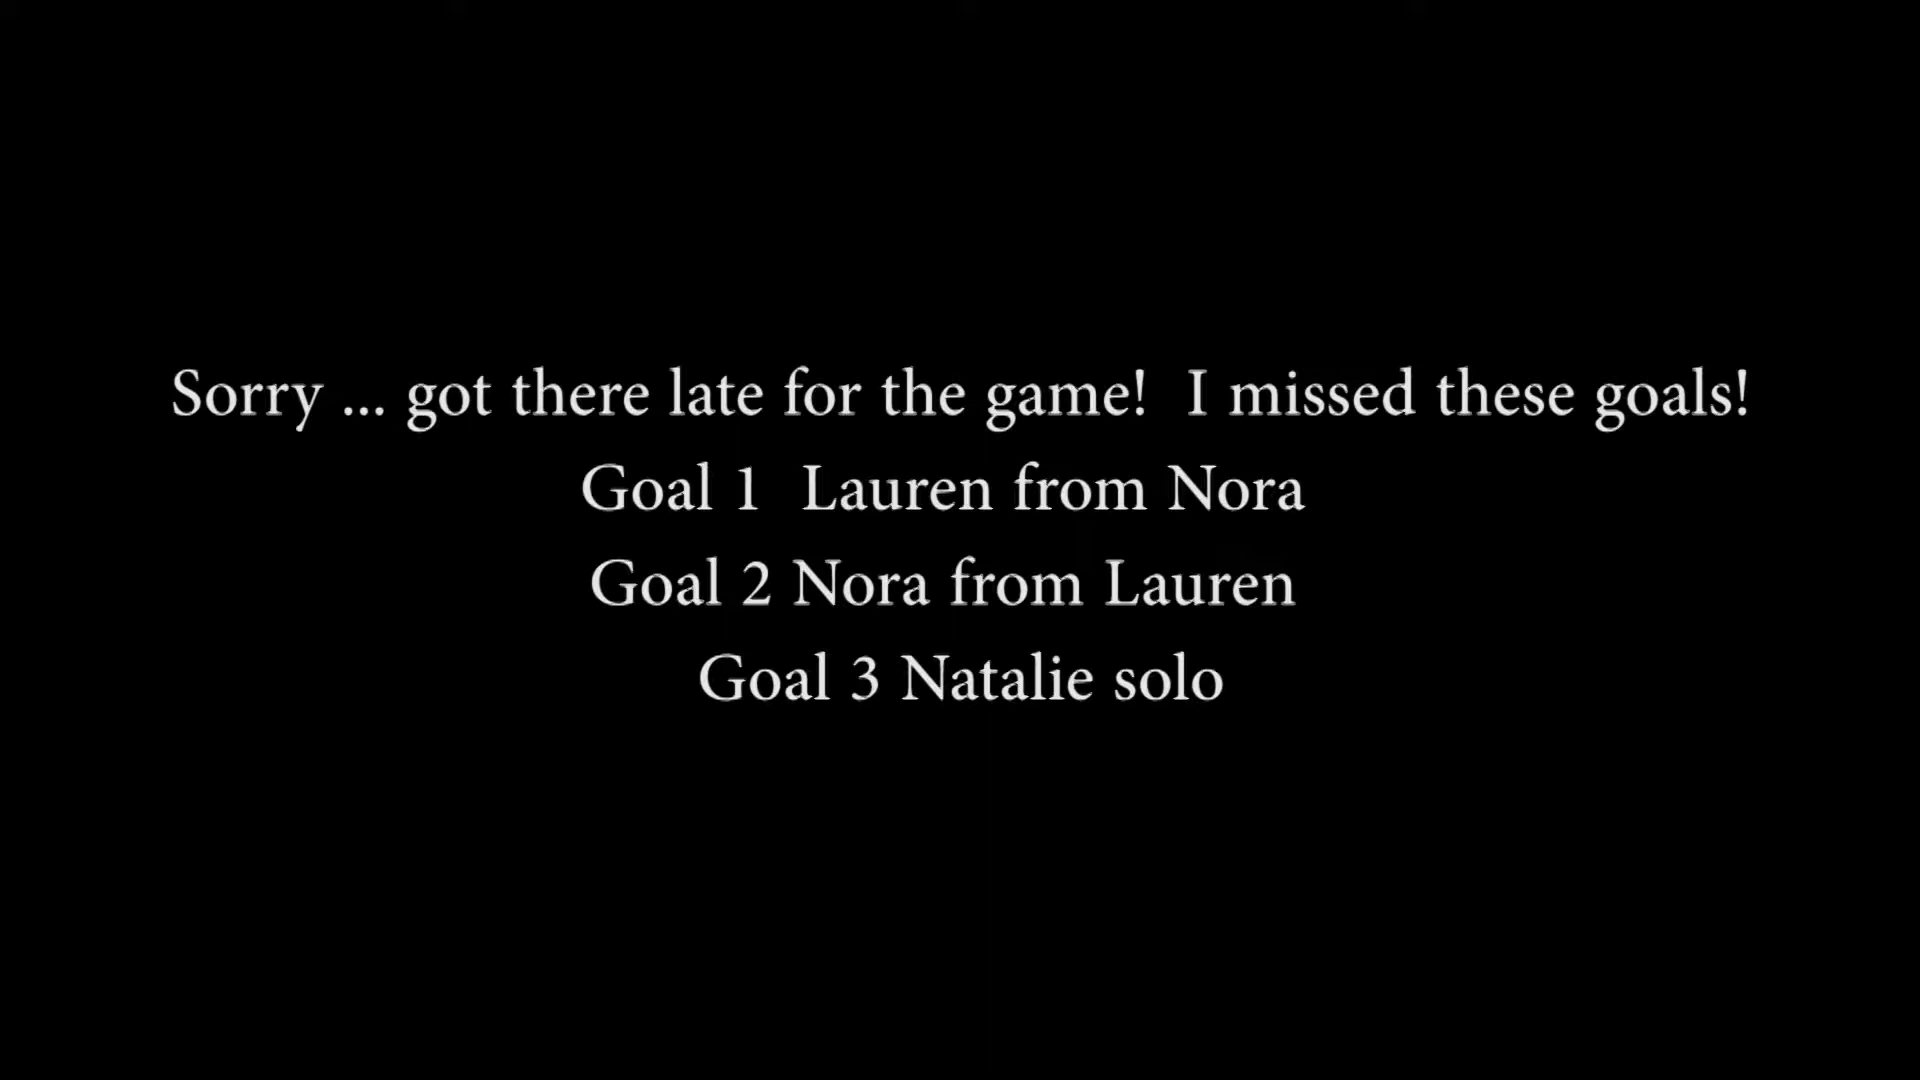 Sorry ... got there late for the game!  I missed these goals!
Goal 1  Lauren from Nora
Goal 2 Nora from Lauren
Goal 3 Natalie solo